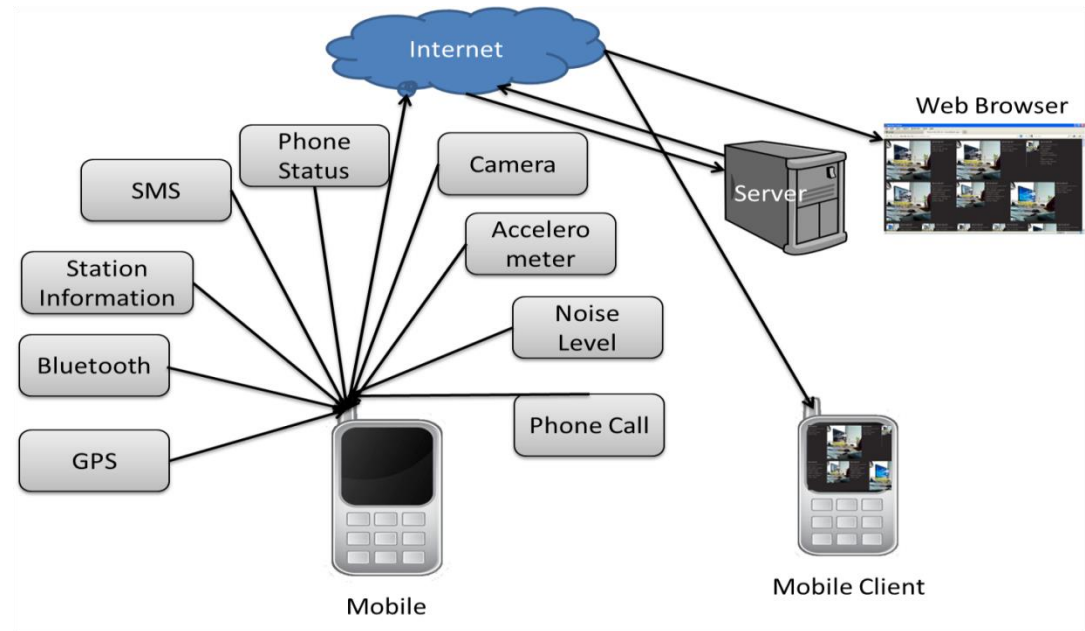 Internet
Web Browser
Phone
Status
Camera
SMS
Server
Accelero
meter
Station
Information
Noise
Level
Bluetooth
Phone Call
GPS
Mobile Client
Mobile